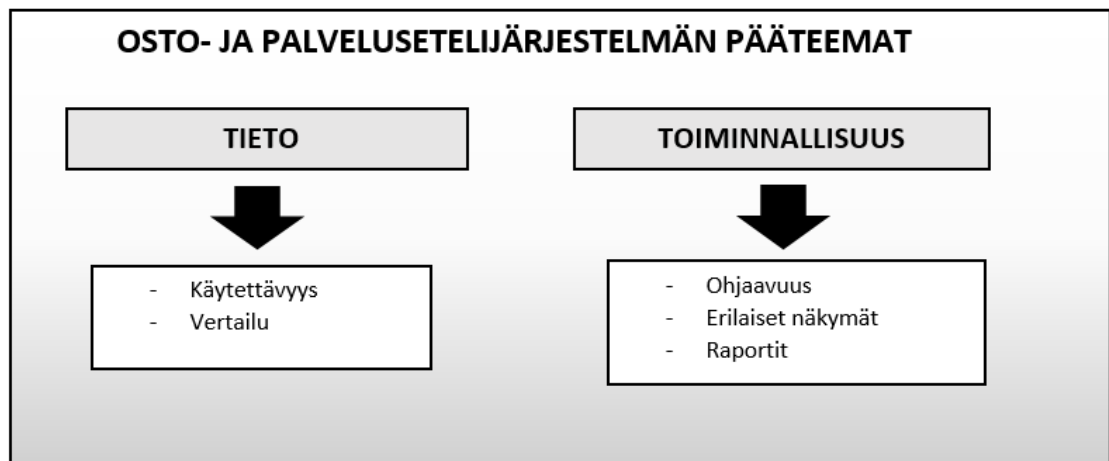 OSTO- JA PALVELUSETELIJÄRJESTELMÄN PÄÄTEEMAT
TIETO
- Käytettävyys
- Vertailu
TOIMINNALLISUUS
- Ohjaavuus
- Erilaiset näkymät
- Raportit